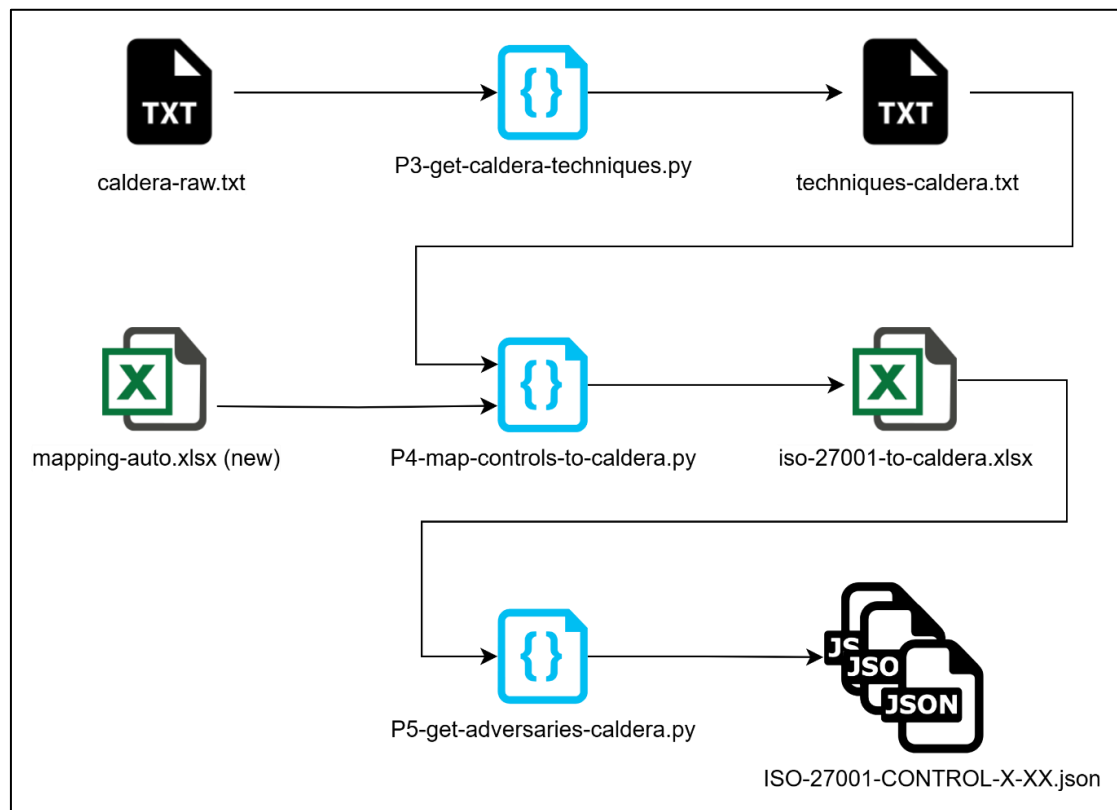 TXT
{}
TXT
caldera-raw.txt
P3-get-caldera-techniques.py
techniques-caldera.txt
X
{}
X
mapping-auto.xlsx (new)
P4-map-controls-to-caldera.py
iso-27001-to-caldera.xlsx
{}
JS
JSO
JSON
P5-get-adversaries-caldera.py
ISO-27001-CONTROL-X-XX.json